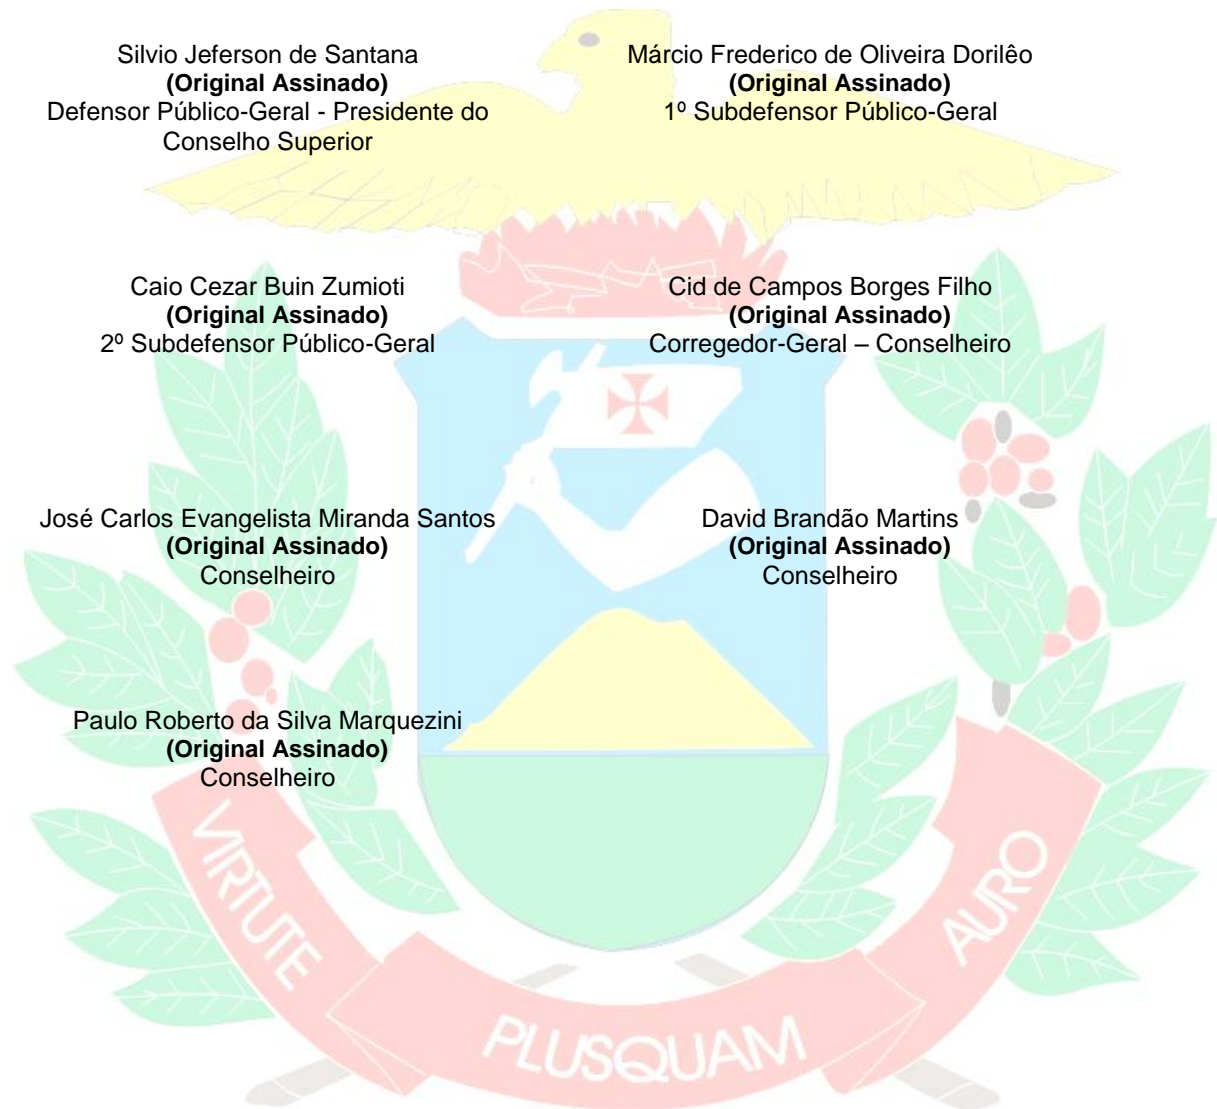 Silvio Jeferson de Santana
(Original Assinado)
Defensor Público-Geral - Presidente do
Conselho Superior
Márcio Frederico de Oliveira Dorilêo
(Original Assinado)
1º Subdefensor Público-Geral
Caio Cezar Buin Zumioti
(Original Assinado)
2º Subdefensor Público-Geral
Cid de Campos Borges Filho
(Original Assinado)
Corregedor-Geral – Conselheiro
José Carlos Evangelista Miranda Santos
(Original Assinado)
Conselheiro
David Brandão Martins
(Original Assinado)
Conselheiro
Paulo Roberto da Silva Marquezini
(Original Assinado)
Conselheiro
VIRTUTE
PLUSQUAM
AURO